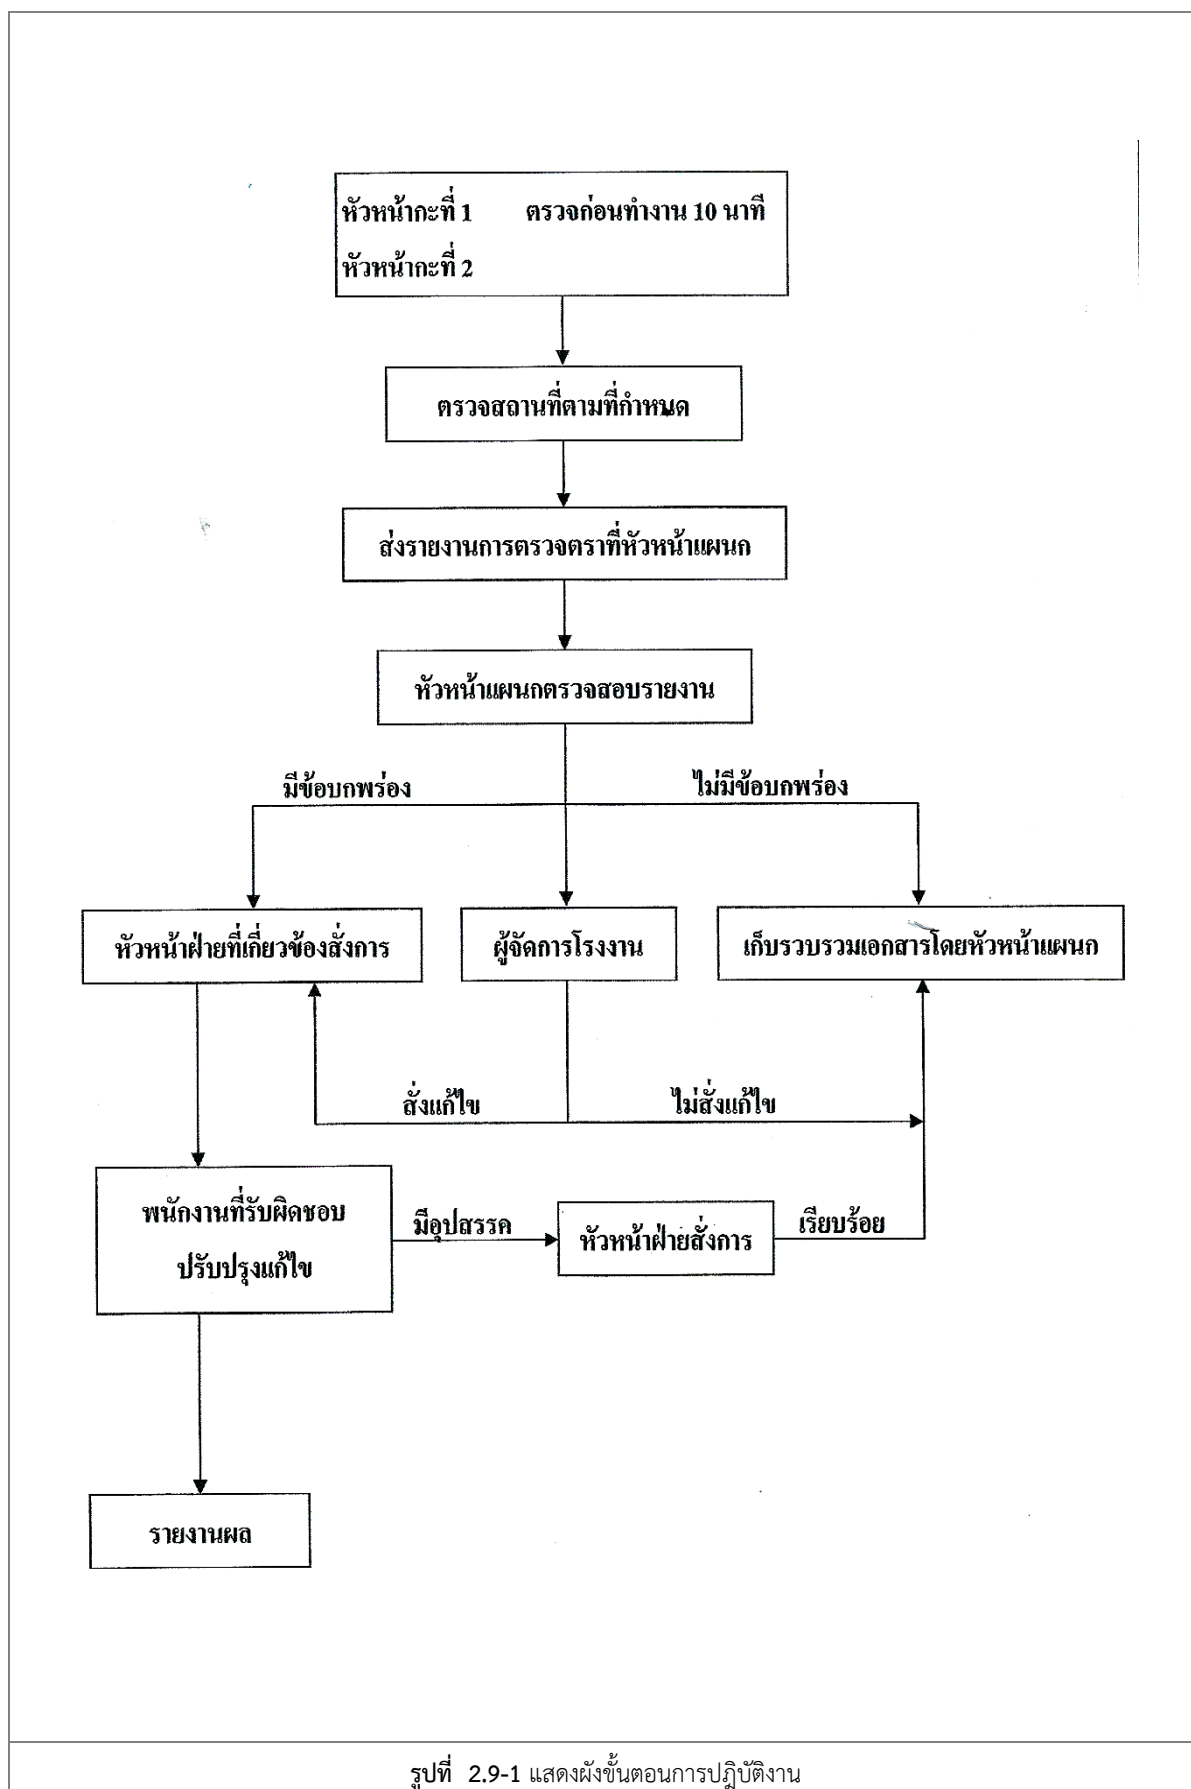 หัวหน้ากะที่ 1 ตรวจก่อนทำงาน 10 นาที
หัวหน้ากะที่ 2
ตรวจสถานที่ตามที่กำหนด
ส่งรายงานการตรวจตราที่หัวหน้าแผนก
หัวหน้าแผนกตรวจสอบรายงาน
มีข้อบกพร่อง
ไม่มีข้อบกพร่อง
หัวหน้าฝ่ายที่เกี่ยวข้องสั่งการ
ผู้จัดการโรงงาน
เก็บรวบรวมเอกสารโดยหัวหน้าแผนก
สั่งแก้ไข
ไม่สั่งแก้ไข
พนักงานที่รับผิดชอบ
ปรับปรุงแก้ไข
มีอุปสรรค
หัวหน้าฝ่ายสั่งการ
เรียบร้อย
รายงานผล
รูปที่ 2.9-1 แสดงผังขั้นตอนการปฏิบัติงาน